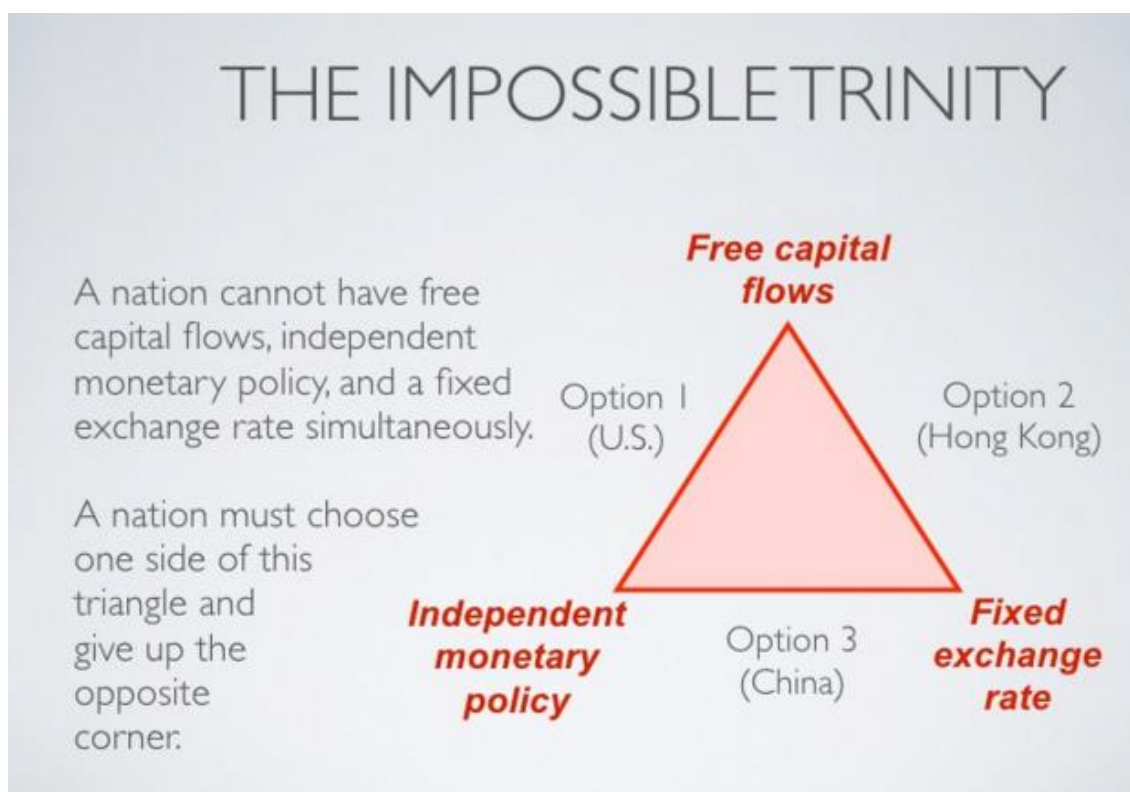 THE IMPOSSIBLE TRINITY
A nation cannot have free
capital flows, independent
monetary policy, and a fixed
exchange rate simultaneously.
A nation must choose
one side of this
triangle and
give up the
opposite
corner.
Free capital
flows
Option 1
(U.S.)
Option 2
(Hong Kong)
Independent
monetary
policy
Option 3
(China)
Fixed
exchange
rate